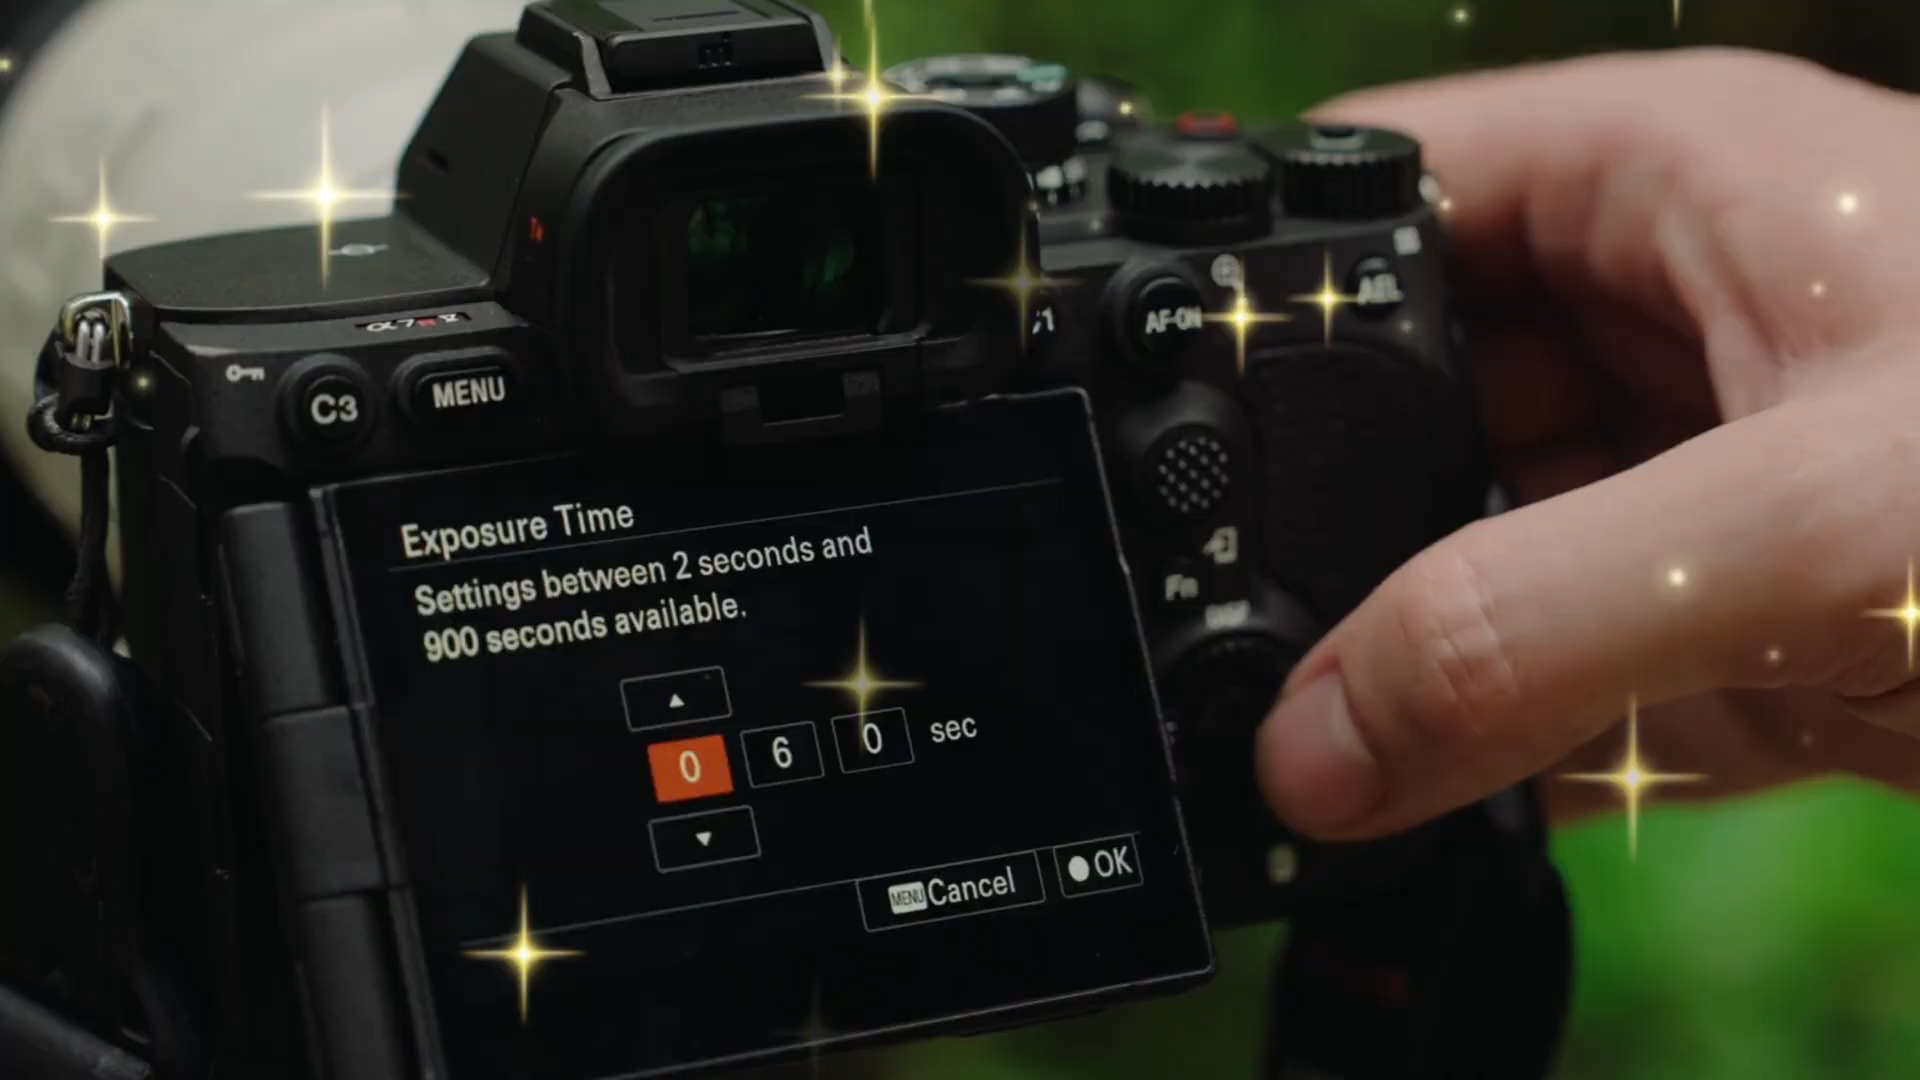 α7RV
C3
MENU
AF-ON
AEL
Fn
Exposure Time
Settings between 2 seconds and
900 seconds available.
0 6 0 sec
MENU Cancel
OK